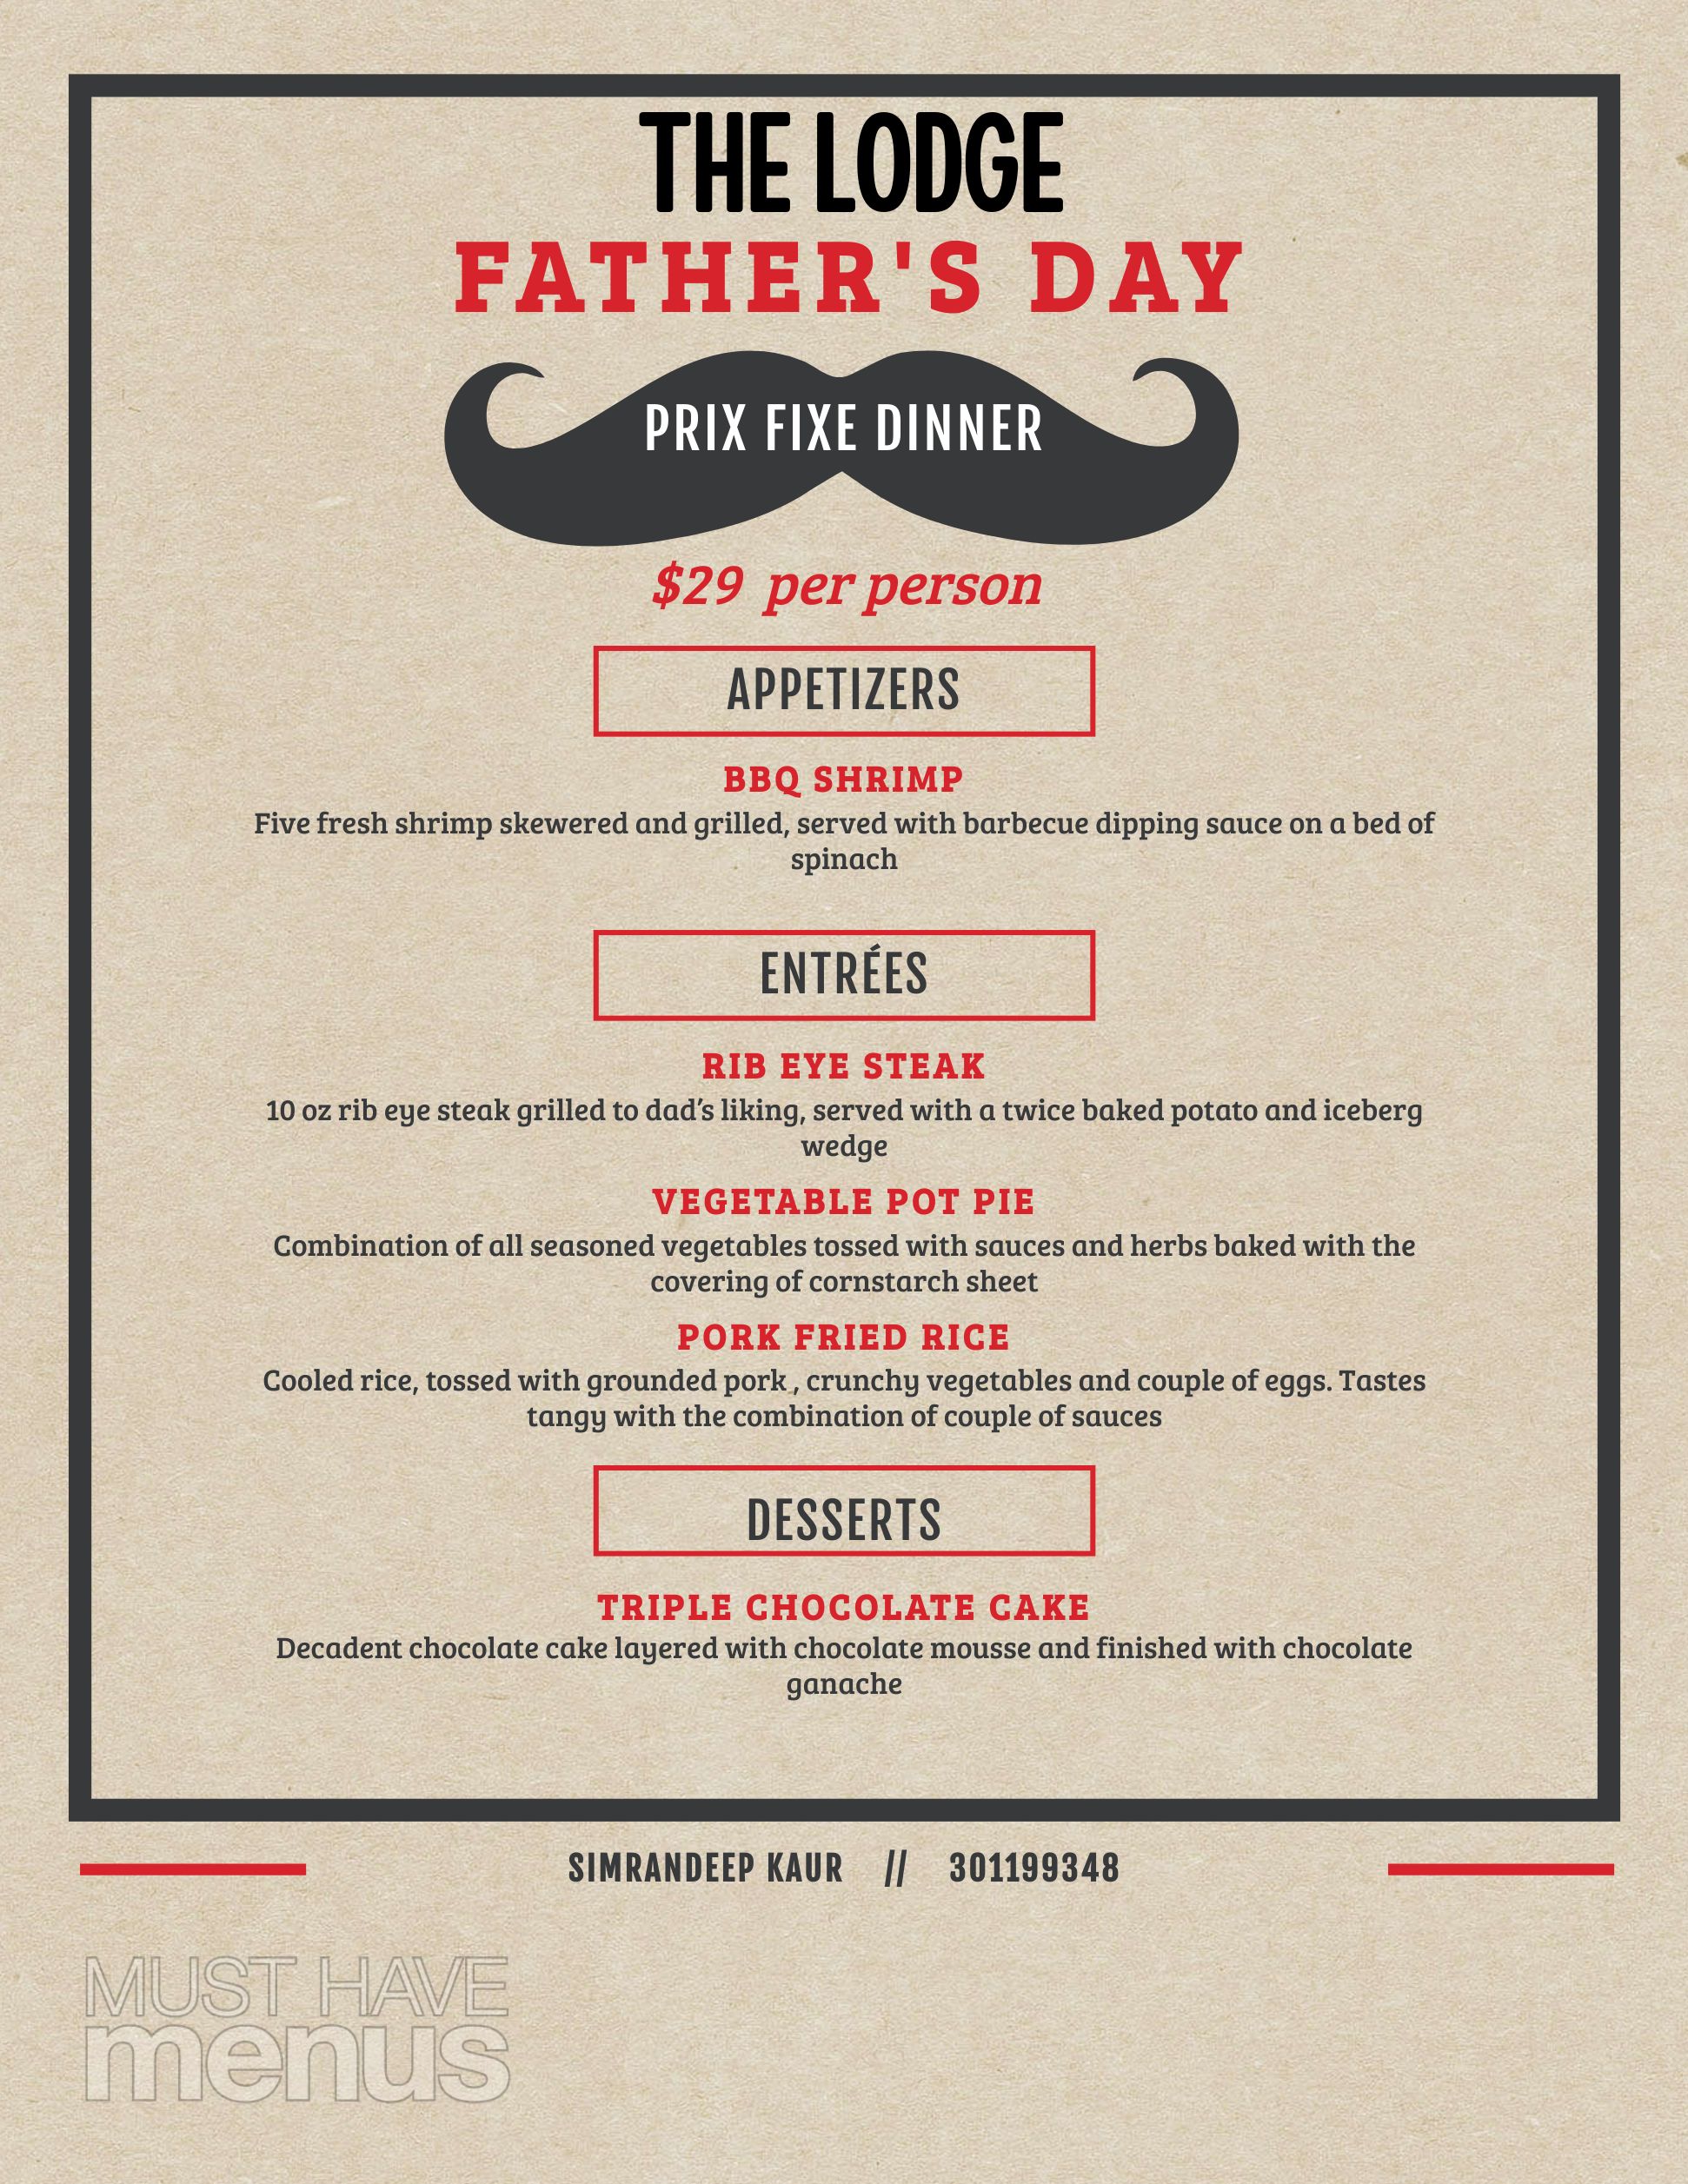 THE LODGE
FATHER'S DAY
PRIX FIXE DINNER
$29 per person
APPETIZERS
BBQ SHRIMP
Five fresh shrimp skewered and grilled, served with barbecue dipping sauce on a bed of
spinach
ENTRÉES
RIB EYE STEAK
10 oz rib eye steak grilled to dad’s liking, served with a twice baked potato and iceberg
wedge
VEGETABLE POT PIE
Combination of all seasoned vegetables tossed with sauces and herbs baked with the
covering of cornstarch sheet
PORK FRIED RICE
Cooled rice, tossed with grounded pork , crunchy vegetables and couple of eggs. Tastes
tangy with the combination of couple of sauces
DESSERTS
TRIPLE CHOCOLATE CAKE
Decadent chocolate cake layered with chocolate mousse and finished with chocolate
ganache
SIMRANDEEP KAUR // 301199348
MUST HAVE
menus